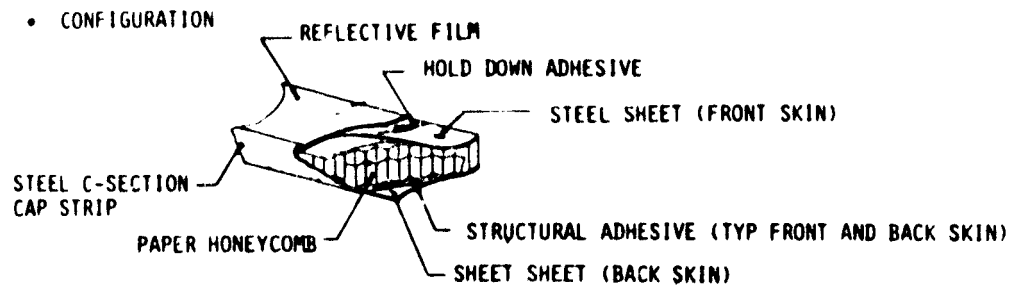 • CONFIGURATION
REFLECTIVE FILM
HOLD DOWN ADHESIVE
STEEL SHEET (FRONT SKIN)
STEEL C-SECTION
CAP STRIP
PAPER HONEYCOMB
STRUCTURAL ADHESIVE (TYP FRONT AND BACK SKIN)
SHEET SHEET (BACK SKIN)